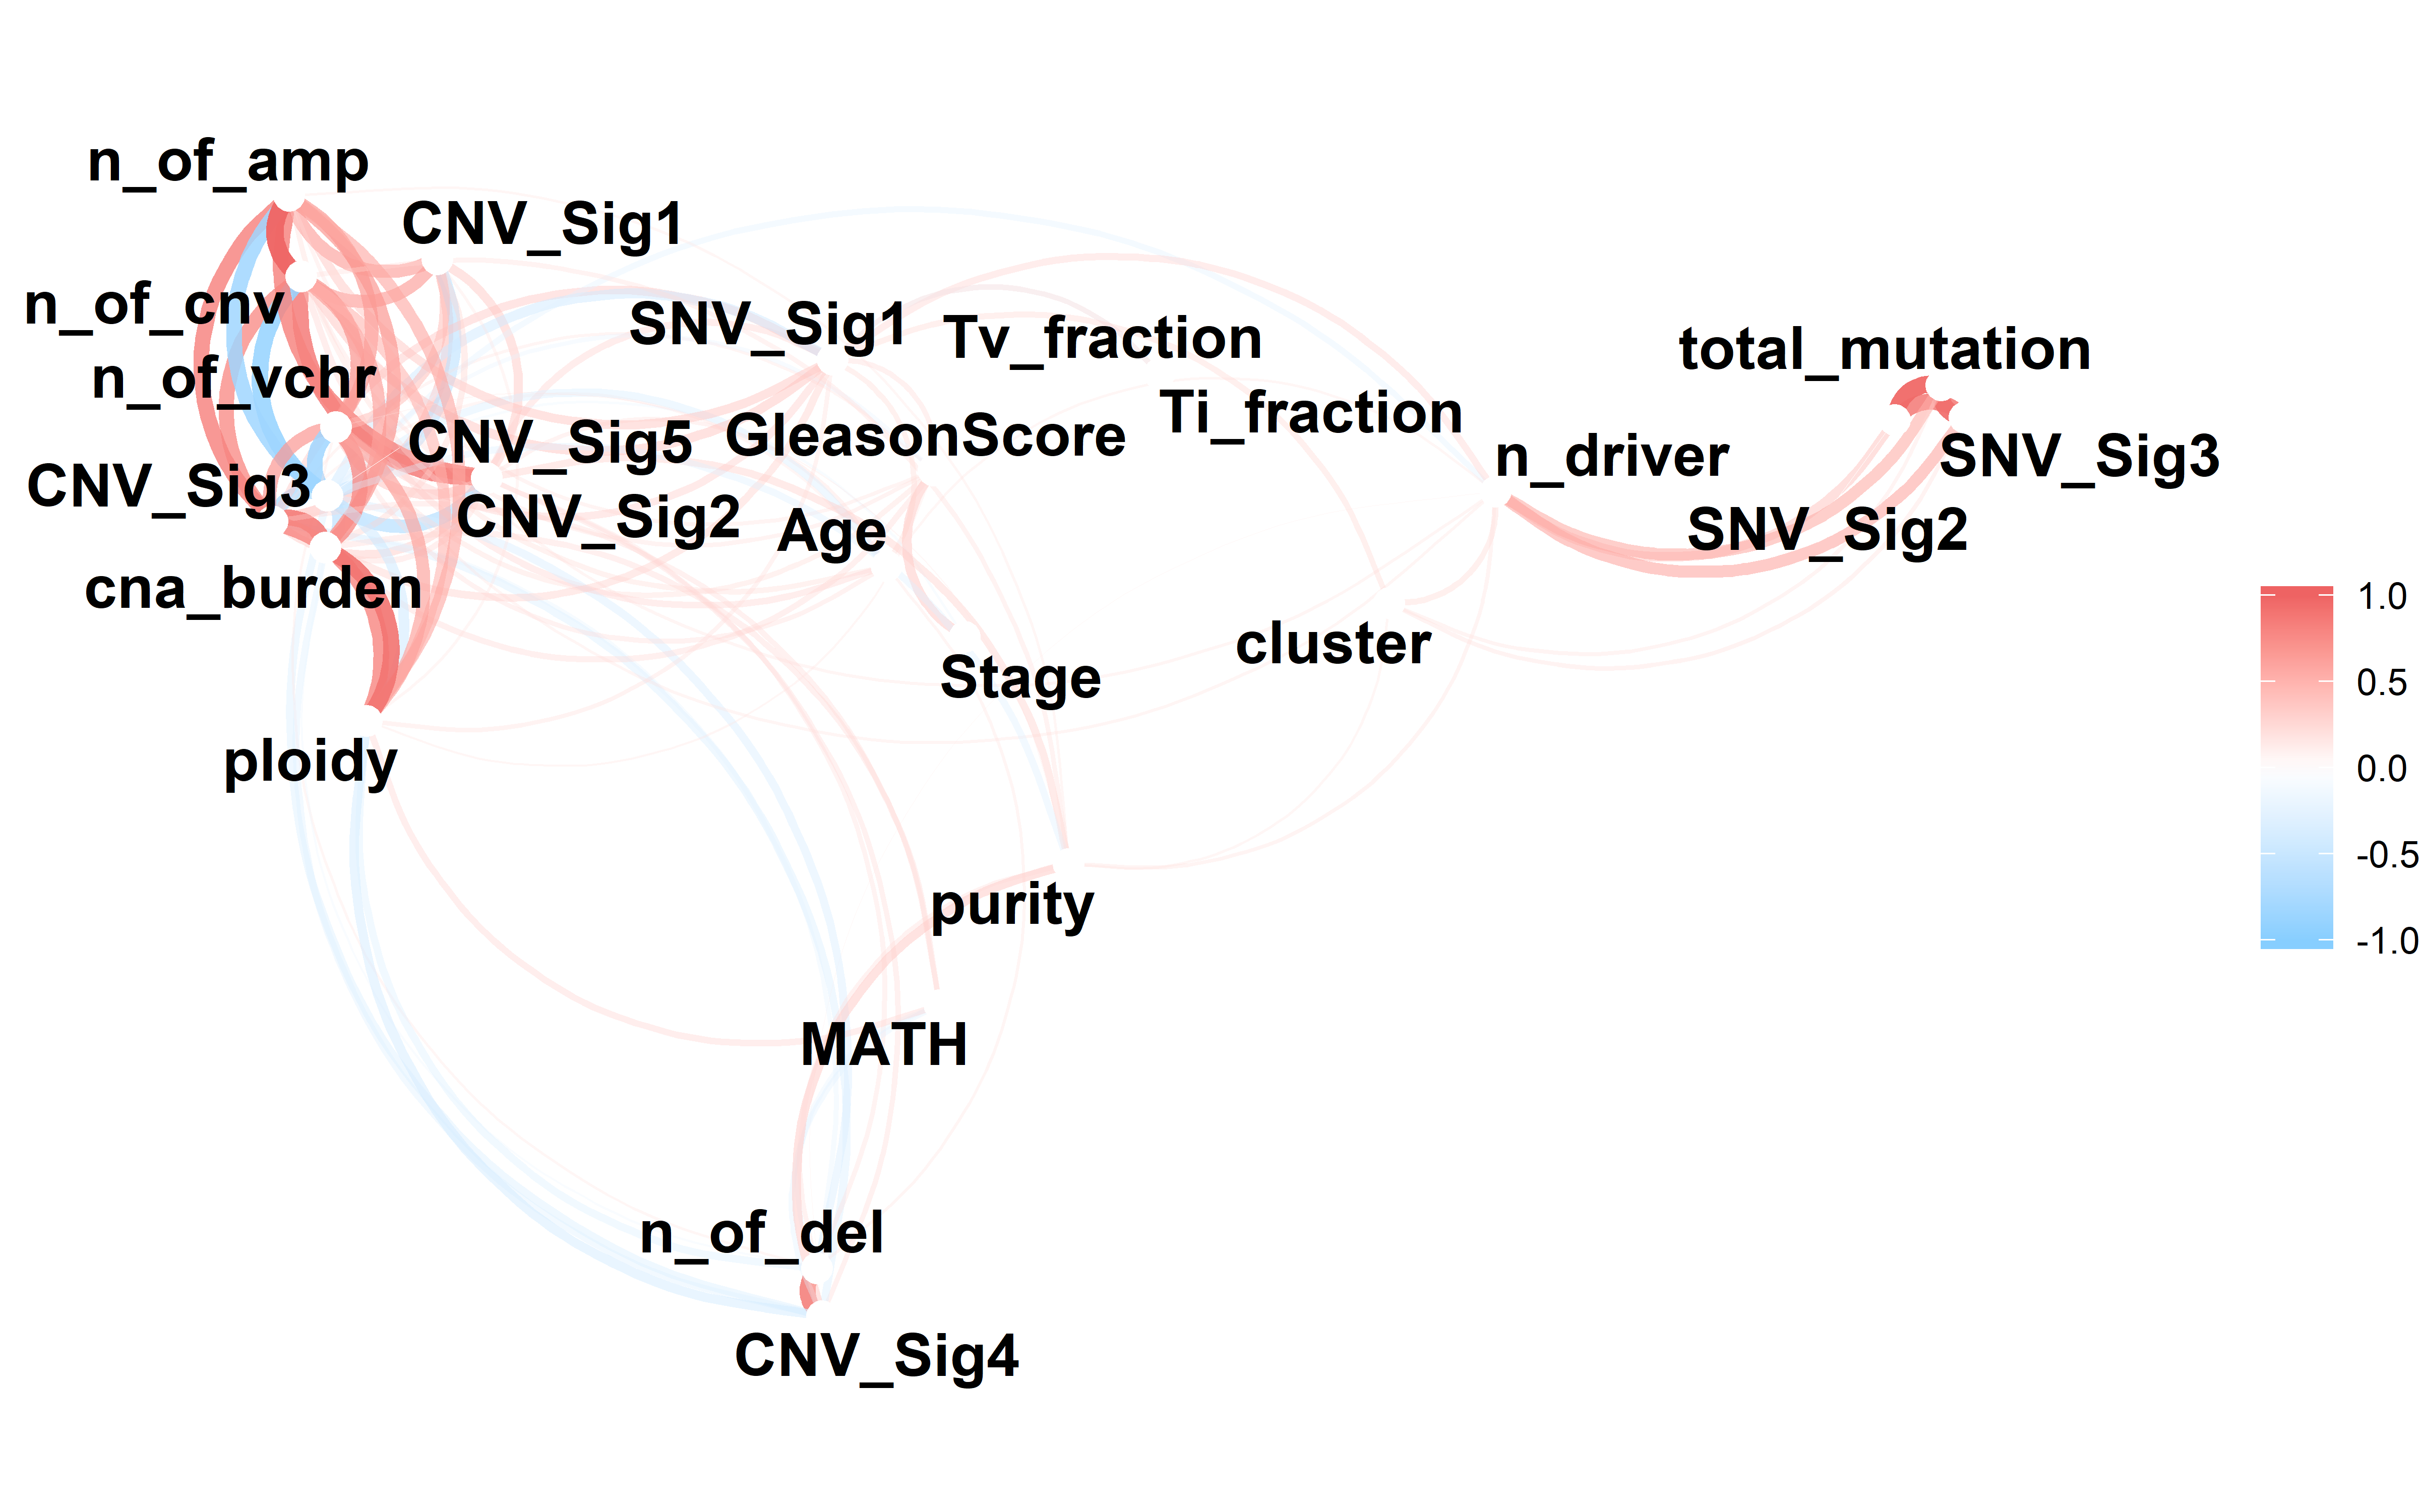 n_of_amp
CNV_Sig1
n_of_cnv
SNV_Sig1
Tv_fraction
total_mutation
n_of_vchr
Ti_fraction
CNV_Sig5
GleasonScore
n_driver
SNV_Sig3
CNV_Sig3
CNV_Sig2
Age
SNV_Sig2
cna_burden
cluster
Stage
ploidy
purity
MATH
n_of_del
CNV_Sig4
1.0
0.5
0.0
-0.5
-1.0